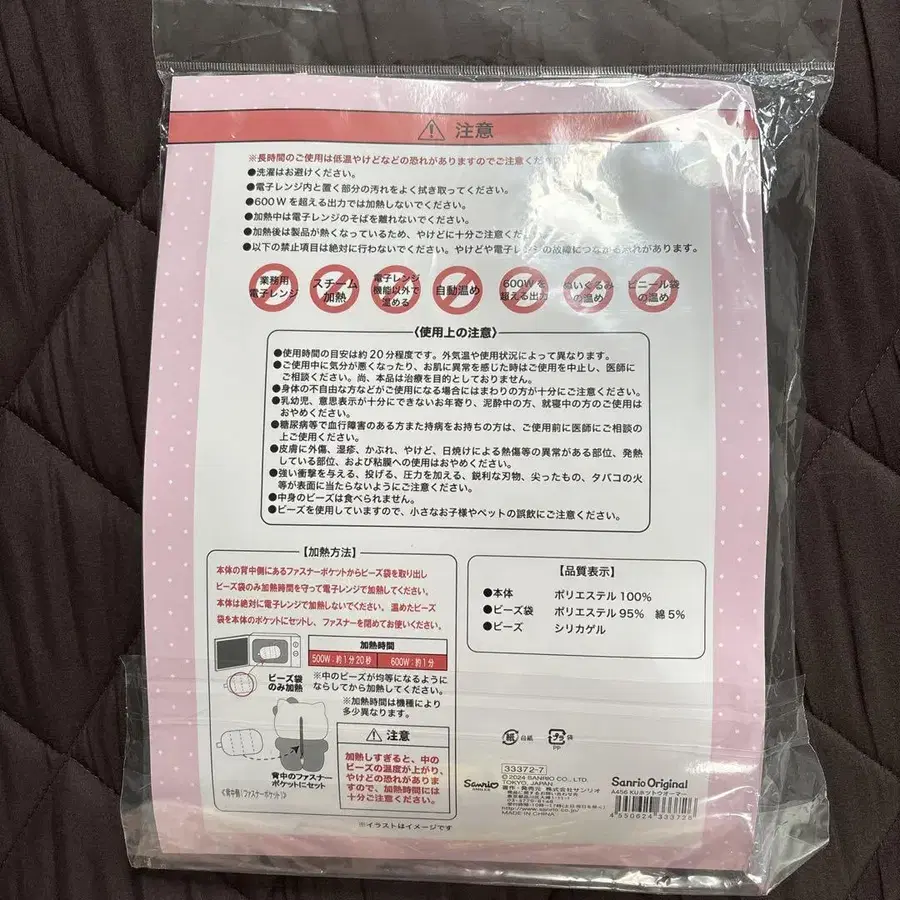 注意
※長時間のご使用は低温やけどなどの恐れがありますのでご注意くだ
●洗濯はお避けください。
●電子レンジ内と置く部分の汚れをよく拭き取ってください。
●600Wを超える出力では加熱しないでください。
●加熱中は電子レンジのそばを離れないでください。
●加熱後は製品が熱くなっているため、やけどに十分ご注意くだ
●以下の禁止項目は絶対に行わないでください。やけどや電子レンジの故障につながる恐れがあります。
業務用 電子レンジ
スチーム 加熱
電子レンジ 機能以外で 温める
自動温め
600Wを 超える出力
ぬいぐるみ の温め
ビニール袋 の温め
〈使用上の注意〉
●使用時間の目安は約20分程度です。外気温や使用状況によって異なります。
●ご使用中に気分が悪くなったり、お肌に異常を感じた時はご使用を中止し、医師に
ご相談ください。尚、本品は治療を目的としておりません。
●身体の不自由な方などがご使用になる場合にはまわりの方が十分にご注意ください。
●乳幼児、意思表示が十分にできないお年寄り、泥酔中の方、就寝中の方のご使用は
おやめください。
●糖尿病等で血行障害のある方また持病をお持ちの方は、ご使用前に医師にご相談の
上ご使用ください。
●皮膚に外傷、湿疹、かぶれ、やけど、日焼けによる熱傷等の異常がある部位、発熱
している部位、および粘膜への使用はおやめください。
●強い衝撃を与える、投げる、圧力を加える、鋭利な刃物、尖ったもの、タバコの火
等が表面に当たらないようにご注意ください。
●中身のビーズは食べられません。
●ビーズを使用していますので、小さなお子様やペットの誤飲にご注意ください。
【加熱方法】
本体の背中側にあるファスナーポケットからビーズ袋を取り出し
ビーズ袋のみ加熱時間を守って電子レンジで加熱してください。
本体は絶対に電子レンジで加熱しないでください。温めたビーズ
袋を本体のポケットにセットし、ファスナーを閉めてお使いください。
加熱時間
500W:約1分20秒 600W:約1分
ビーズ袋
のみ加熱
※中のビーズが均等になるように
ならしてから加熱してください。
※加熱時間は機種により
多少異なります。
注意
加熱しすぎると、中の
ビーズの温度が上がり、
やけどの恐れがありま
すので、加熱時間には
十分ご注意ください。
背中のファスナー
ポケットにセット
〈背中側「ファスナーポケット」〉
※イラストはイメージです
【品質表示】
●本体 ポリエステル 100%
●ビーズ袋 ポリエステル 95% 綿 5%
●ビーズ シリカゲル
紙 台紙
プラ 袋
PP
33372-7
Sanrio
© 2024 SANRIO CO., LTD.
TOKYO, JAPAN
著作・発売元 株式会社サンリオ
http://www.sanrio.co.jp/
MADE IN CHINA
Sanrio Original
A456 KUホットウオーマー
4 550624 333728